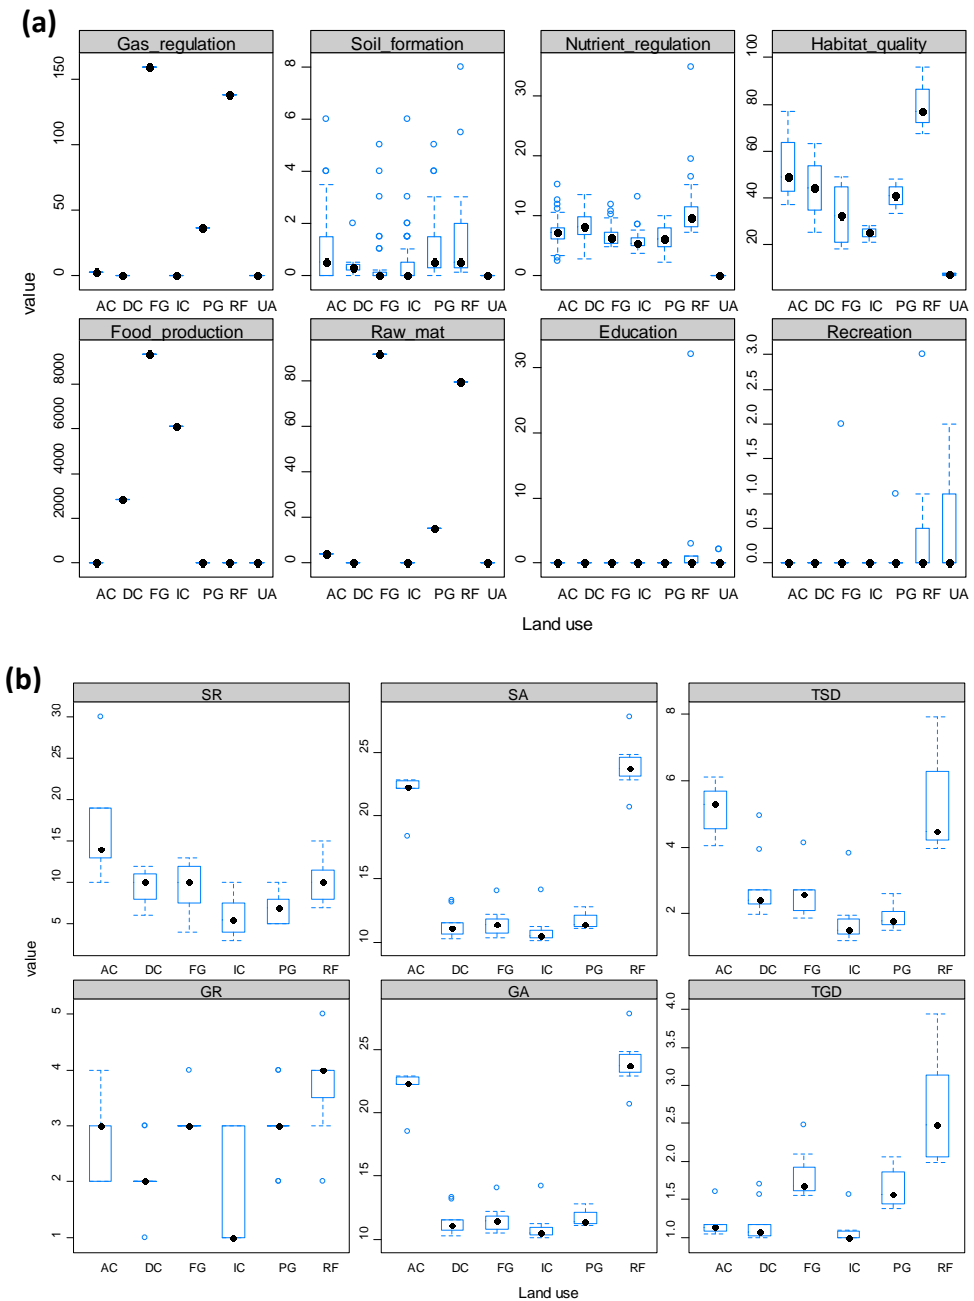 (a)
Gas_regulation Soil_formation Nutrient_regulation Habitat_quality
150 100 50 0
8 6 4 2 0
30 20 10 0
100 80 60 40 20
value
AC DC FG IC PG RF UA AC DC FG IC PG RF UA AC DC FG IC PG RF UA AC DC FG IC PG RF UA
Food_production Raw_mat Education Recreation
8000 6000 4000 2000 0
80 60 40 20 0
30 20 10 0
3.0 2.5 2.0 1.5 1.0 0.5 0.0
AC DC FG IC PG RF UA AC DC FG IC PG RF UA AC DC FG IC PG RF UA AC DC FG IC PG RF UA
Land use
(b)
SR SA TSD
30 25 20 15 10 5
25 20 15 10
8 6 4 2
value
AC DC FG IC PG RF AC DC FG IC PG RF AC DC FG IC PG RF
GR GA TGD
5 4 3 2 1
25 20 15 10
4.0 3.5 3.0 2.5 2.0 1.5 1.0
AC DC FG IC PG RF AC DC FG IC PG RF AC DC FG IC PG RF
Land use